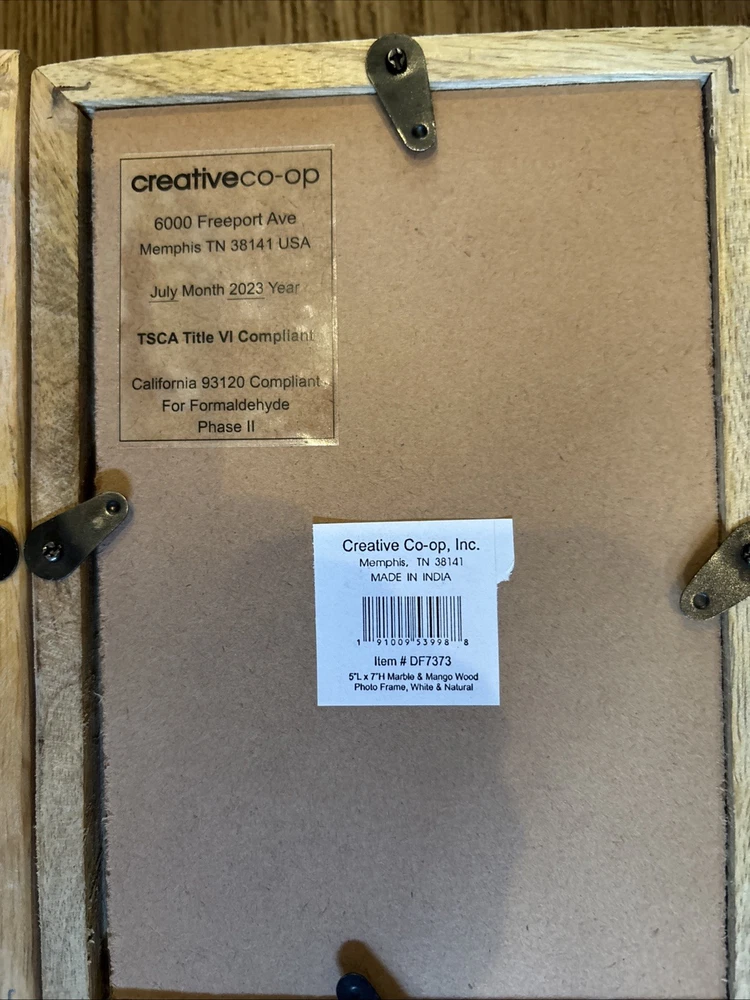 creativeco-op
6000 Freeport Ave
Memphis TN 38141 USA
July Month 2023 Year
TSCA Title VI Compliant
California 93120 Compliant
For Formaldehyde
Phase II
Creative Co-op, Inc.
Memphis, TN 38141
MADE IN INDIA
1 91009 53998 8
Item # DF7373
5"L x 7"H Marble & Mango Wood
Photo Frame, White & Natural